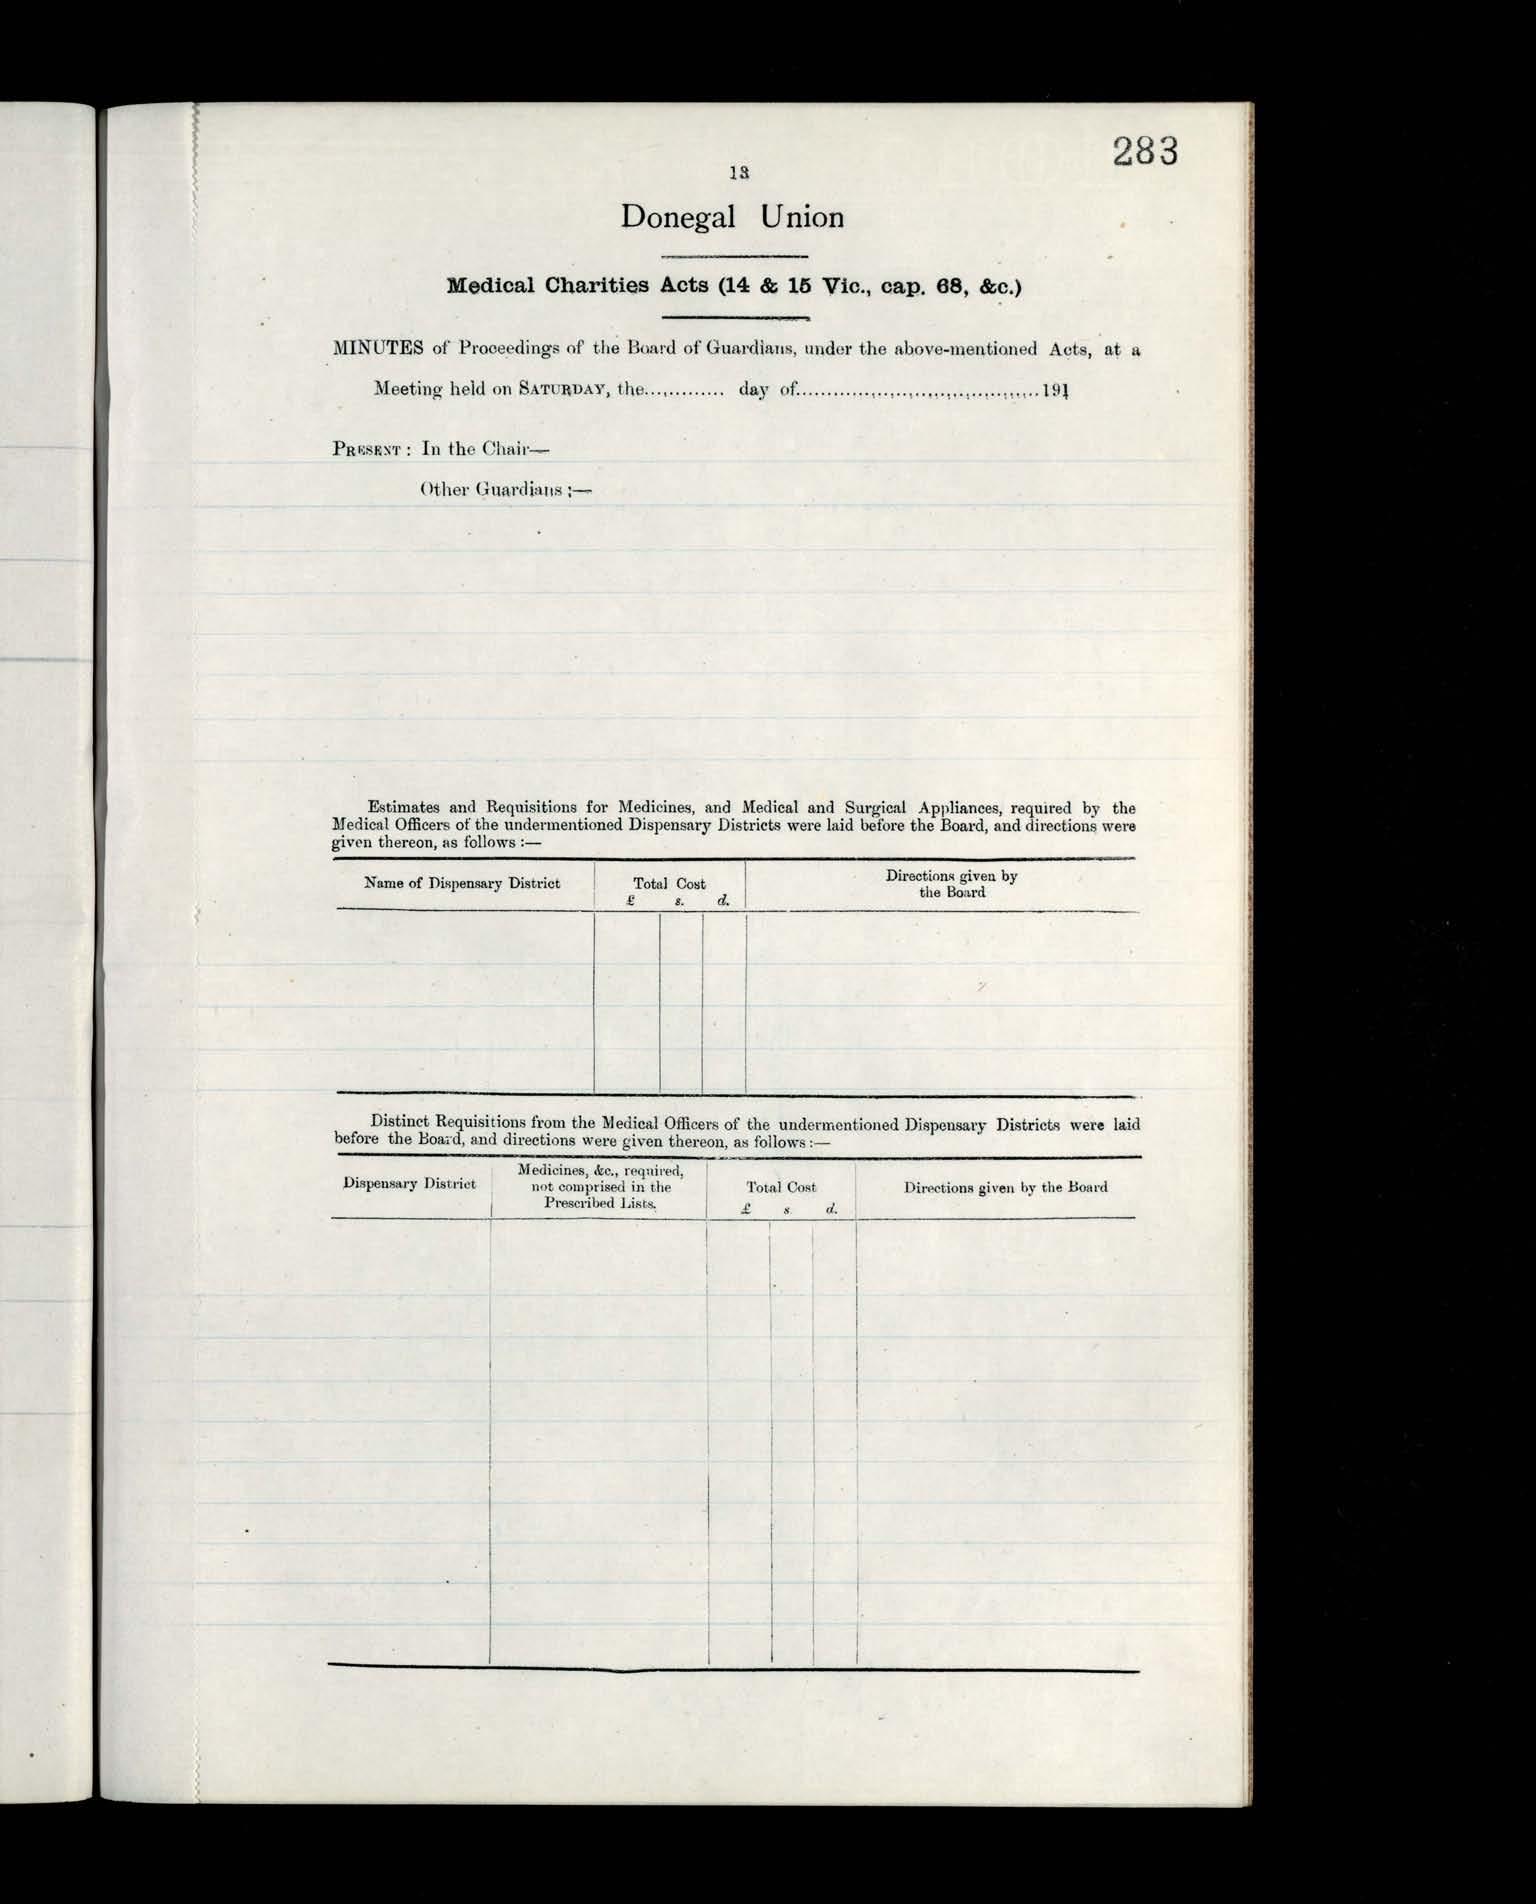 283
13
Donegal Union
Medical Charities Acts (14 & 15 Vic., cap. 68, &c.)
MINUTES of Proceedings of the Board of Guardians, under the above-mentioned Acts, at a
Meeting held on SATURDAY, the............. day of........................................191
PRESENT : In the Chair—
Other Guardians :—
Estimates and Requisitions for Medicines, and Medical and Surgical Appliances, required by the
Medical Officers of the undermentioned Dispensary Districts were laid before the Board, and directions were
given thereon, as follows :—
Name of Dispensary District
Total Cost
£ s. d.
Directions given by
the Board
Distinct Requisitions from the Medical Officers of the undermentioned Dispensary Districts were laid
before the Board, and directions were given thereon, as follows :—
Dispensary District
Medicines, &c., required,
not comprised in the
Prescribed Lists.
Total Cost
£ s d.
Directions given by the Board